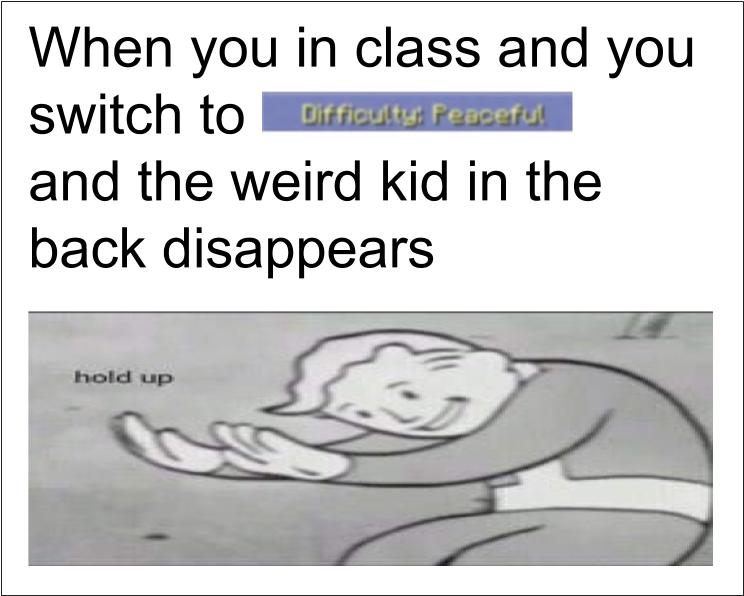 When you in class and you
switch to Difficulty: Peaceful
and the weird kid in the
back disappears
hold up